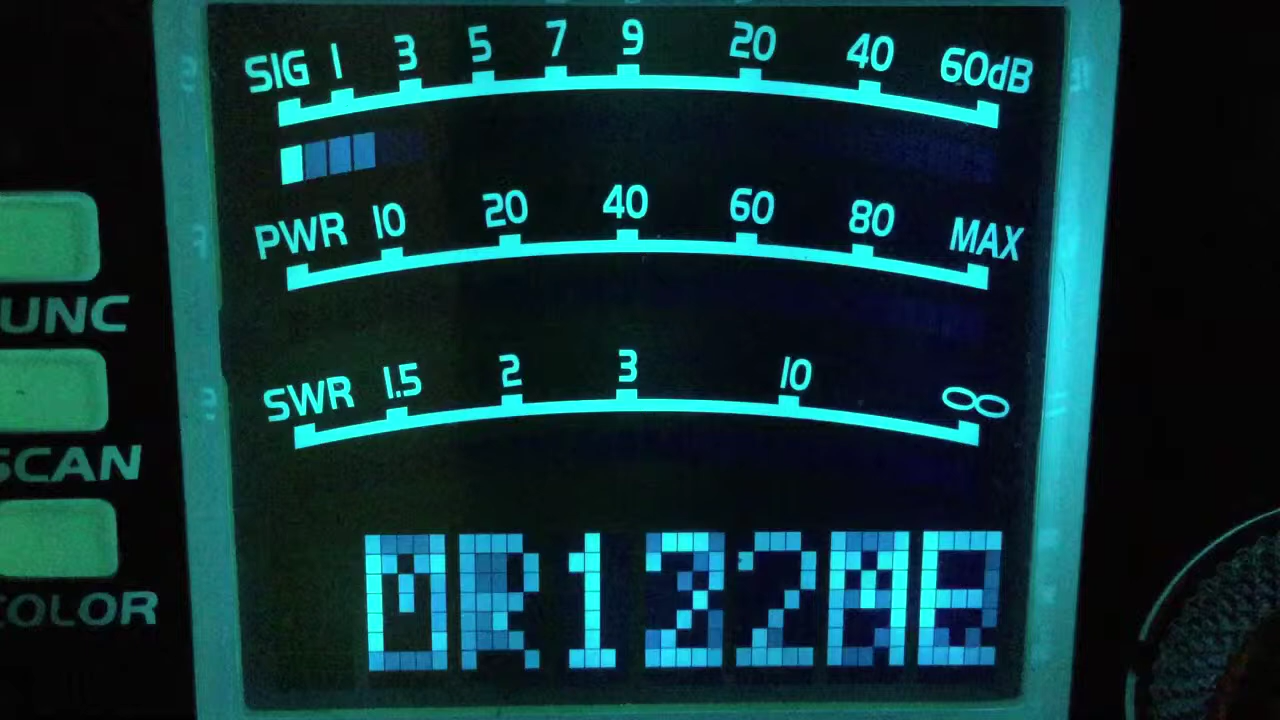 SIG 1 3 5 7 9 20 40 60dB
PWR 10 20 40 60 80 MAX
UNC
SWR 1.5 2 3 10 ∞
SCAN
COLOR